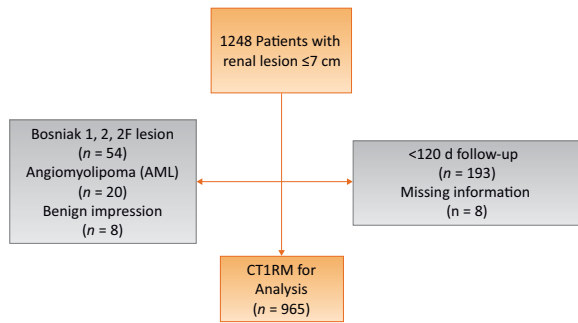 1248 Patients with
renal lesion ≤7 cm
Bosniak 1, 2, 2F lesion
(n = 54)
Angiomyolipoma (AML)
(n = 20)
Benign impression
(n = 8)
<120 d follow-up
(n = 193)
Missing information
(n = 8)
CT1RM for
Analysis
(n = 965)